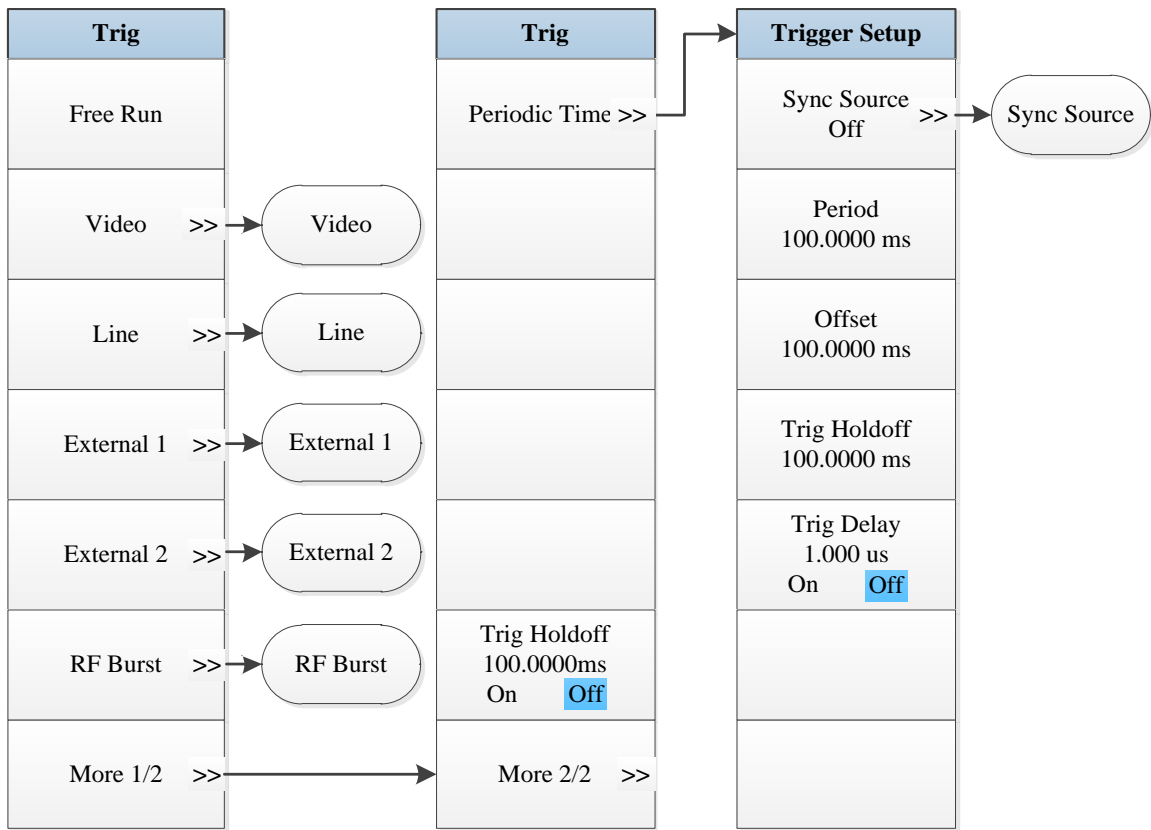 Trig
Free Run
Video >>
Video
Line >>
Line
External 1 >>
External 1
External 2 >>
External 2
RF Burst >>
RF Burst
More 1/2 >>
Trig
Periodic Time >>
Trig Holdoff
100.0000ms
On Off
More 2/2 >>
Trigger Setup
Sync Source
Off >>
Sync Source
Period
100.0000 ms
Offset
100.0000 ms
Trig Holdoff
100.0000 ms
Trig Delay
1.000 us
On Off